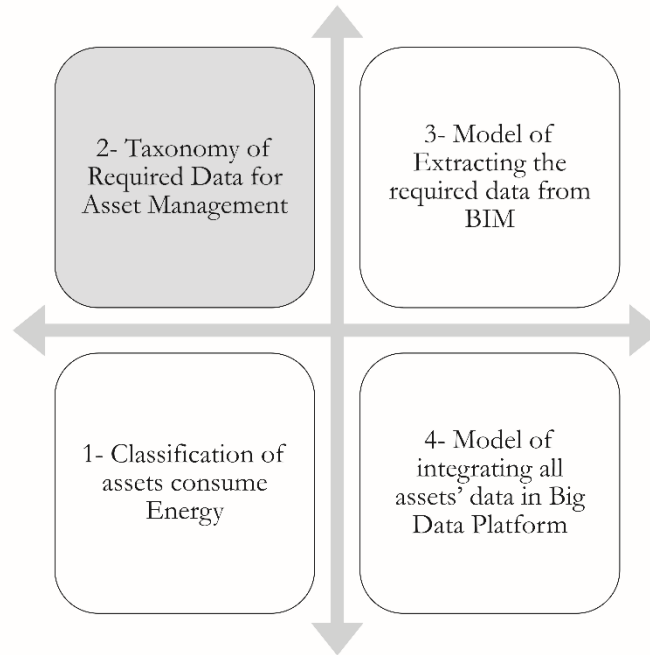 2- Taxonomy of
Required Data for
Asset Management
3- Model of
Extracting the
required data from
BIM
1- Classification of
assets consume
Energy
4- Model of
integrating all
assets’ data in Big
Data Platform